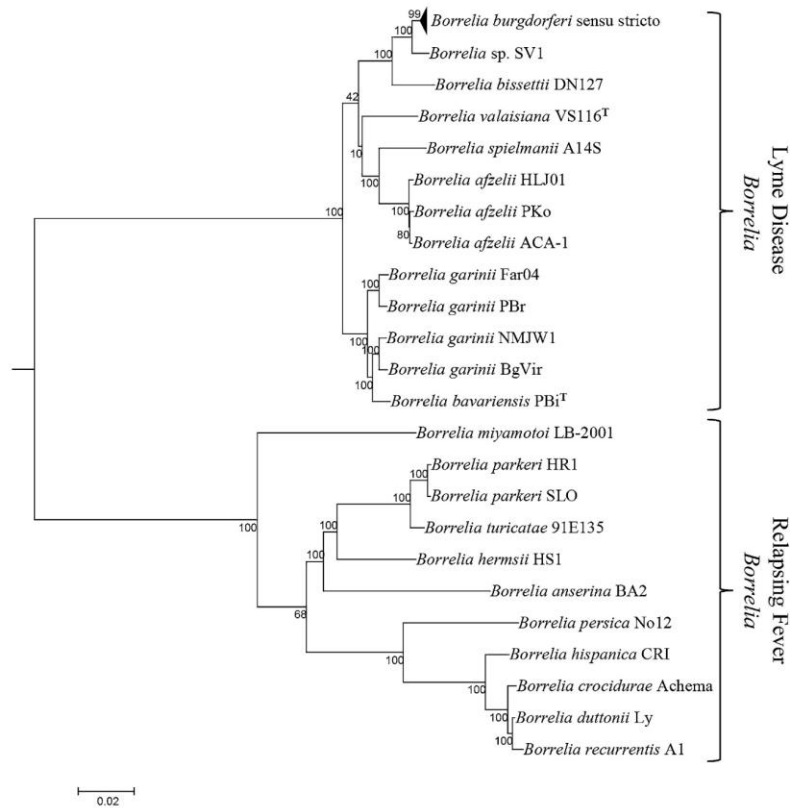 99
Borrelia burgdorferi sensu stricto
100
Borrelia sp. SV1
100
Borrelia bissettii DN127
42
Borrelia valaisiana VS116ᵀ
10
Borrelia spielmanii A14S
100
Borrelia afzelii HLJ01
100
Borrelia afzelii PKo
80
Borrelia afzelii ACA-1
100
Borrelia garinii Far04
100
Borrelia garinii PBr
Borrelia garinii NMJW1
100
100
Borrelia garinii BgVir
100
Borrelia bavariensis PBiᵀ
Lyme Disease
Borrelia
Borrelia miyamotoi LB-2001
Borrelia parkeri HR1
100
Borrelia parkeri SLO
100
Borrelia turicatae 91E135
100
Borrelia hermsii HS1
100
100
Borrelia anserina BA2
68
Borrelia persica No12
100
Borrelia hispanica CRI
100
Borrelia crocidurae Achema
100
Borrelia duttonii Ly
100
Borrelia recurrentis A1
Relapsing Fever
Borrelia
0.02